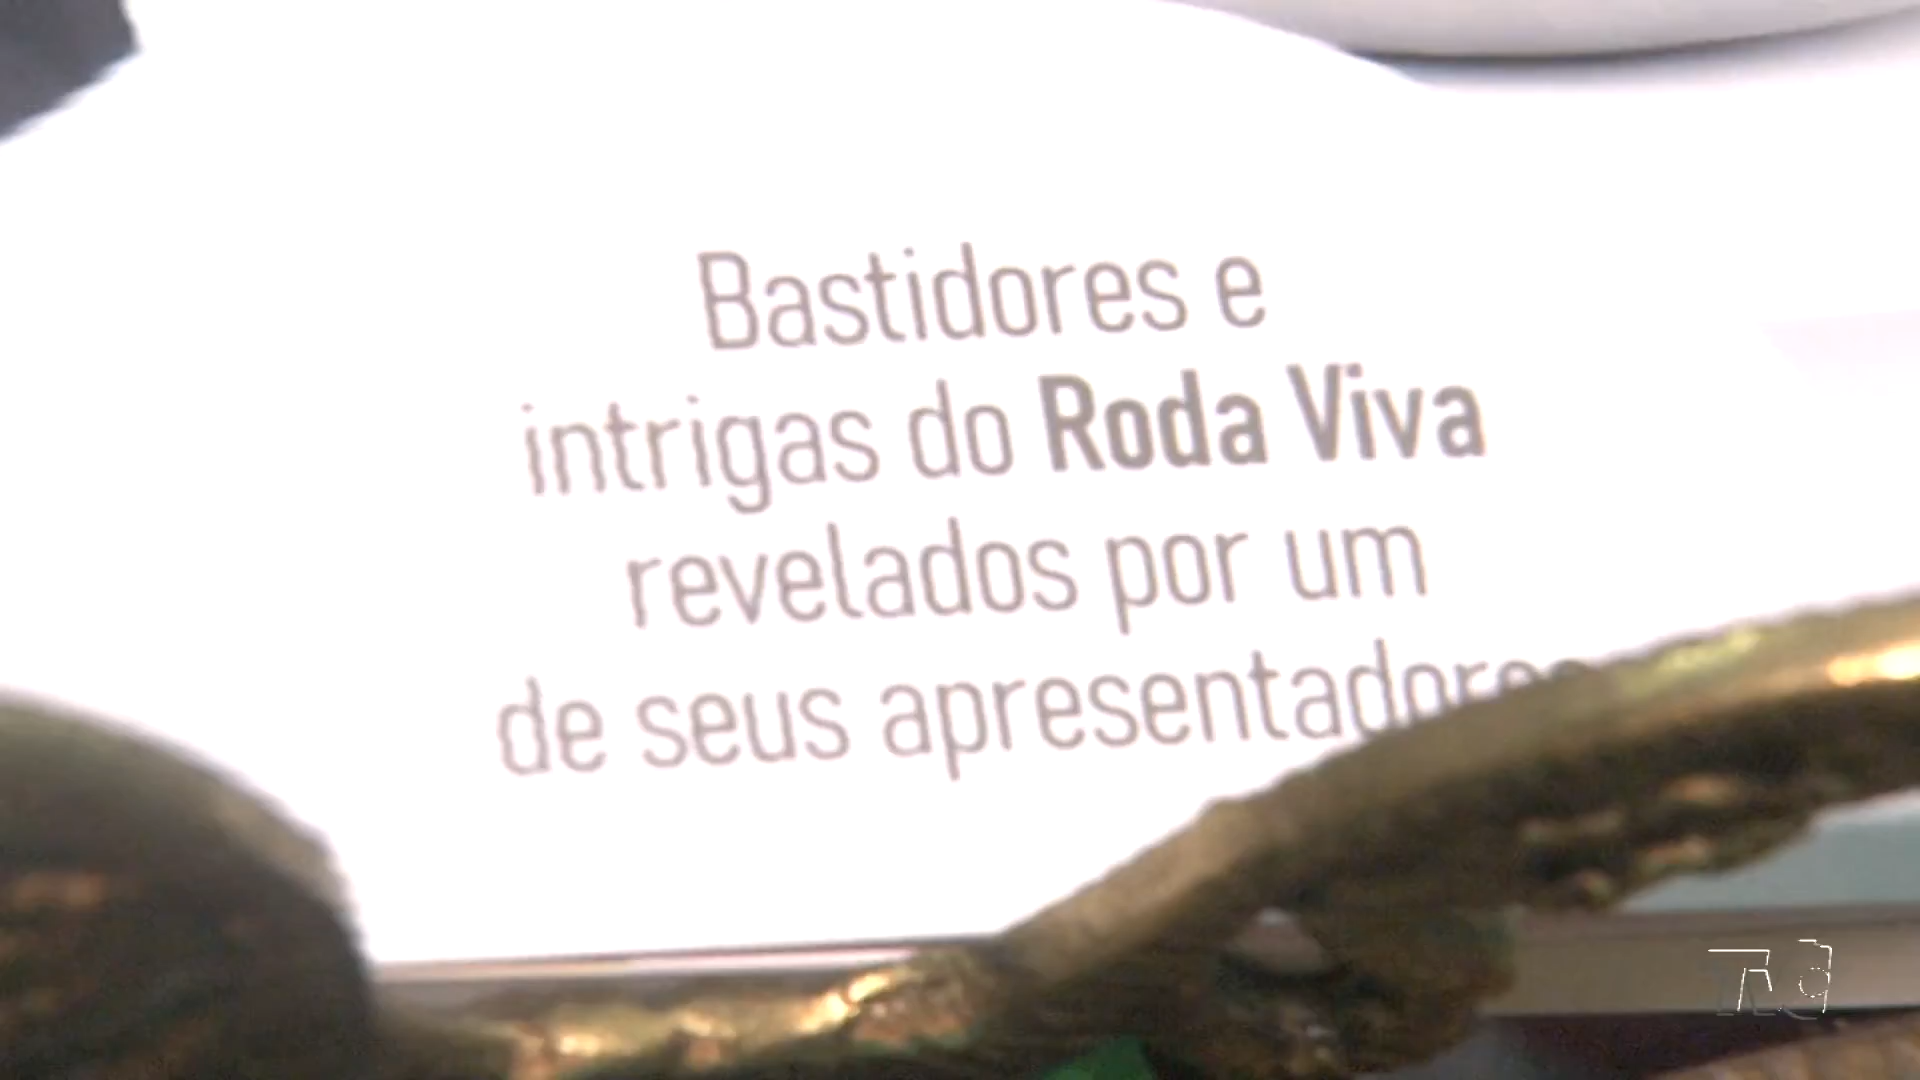 Bastidores e
intrigas do Roda Viva
revelados por um
de seus apresentadores